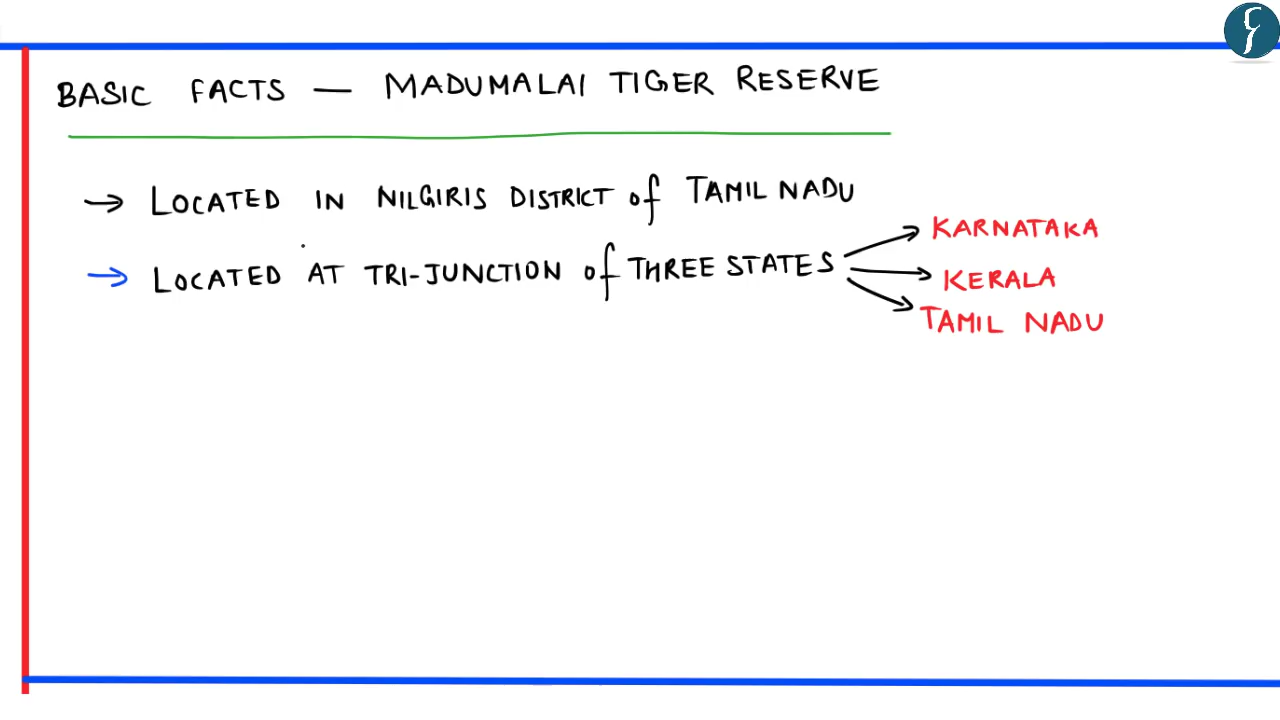 BASIC FACTS — MADUMALAI TIGER RESERVE
→ LOCATED IN NILGIRIS DISTRICT of TAMIL NADU
→ LOCATED AT TRI-JUNCTION of THREE STATES
→ KARNATAKA
→ KERALA
→ TAMIL NADU